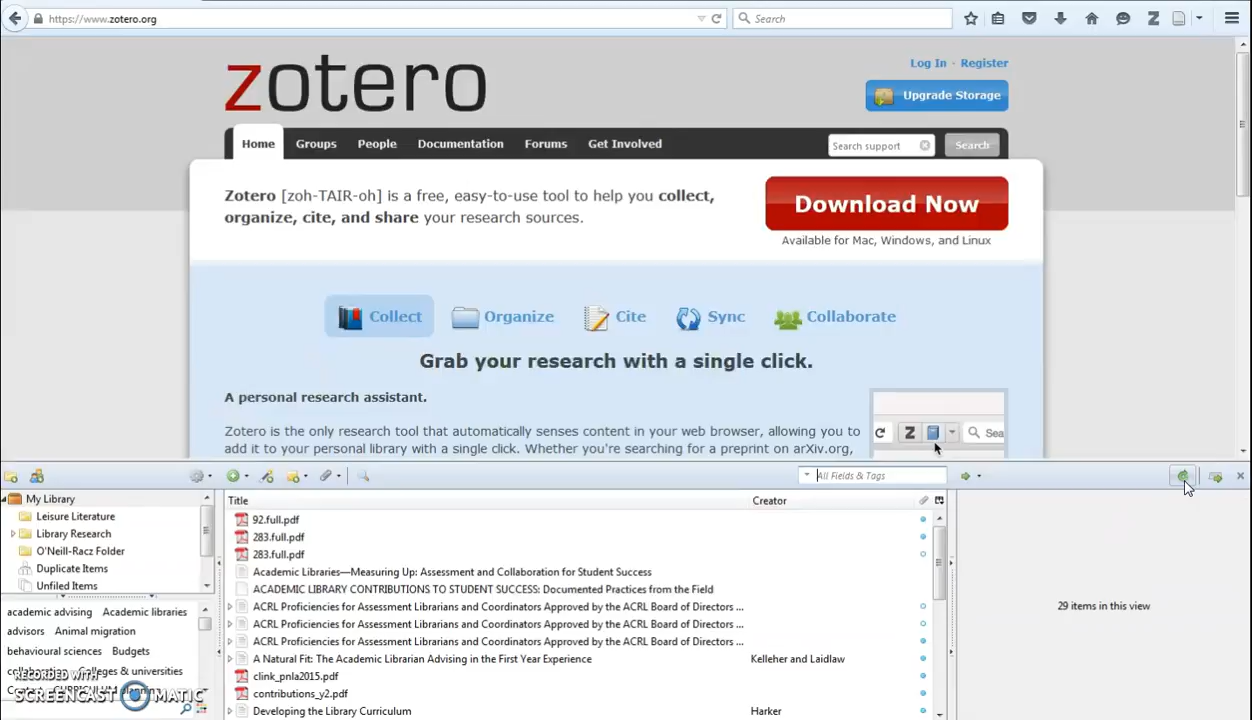 https://www.zotero.org
Search
Z
zotero
Log In · Register
Upgrade Storage
Home Groups People Documentation Forums Get Involved
Search support
Search
Zotero [zoh-TAIR-oh] is a free, easy-to-use tool to help you collect,
organize, cite, and share your research sources.
Download Now
Available for Mac, Windows, and Linux
Collect Organize Cite Sync Collaborate
Grab your research with a single click.
A personal research assistant.
Zotero is the only research tool that automatically senses content in your web browser, allowing you to
add it to your personal library with a single click. Whether you're searching for a preprint on arXiv.org,
Z Sea
All Fields & Tags
My Library
Leisure Literature
Library Research
O'Neill-Racz Folder
Duplicate Items
Unfiled Items
academic advising Academic libraries
advisors Animal migration
behavioural sciences Budgets
Colleges & universities
RECORDED WITH
SCREENCAST MATIC
Title Creator
92.full.pdf
283.full.pdf
283.full.pdf
Academic Libraries—Measuring Up: Assessment and Collaboration for Student Success
ACADEMIC LIBRARY CONTRIBUTIONS TO STUDENT SUCCESS: Documented Practices from the Field
ACRL Proficiencies for Assessment Librarians and Coordinators Approved by the ACRL Board of Directors ...
ACRL Proficiencies for Assessment Librarians and Coordinators Approved by the ACRL Board of Directors ...
ACRL Proficiencies for Assessment Librarians and Coordinators Approved by the ACRL Board of Directors ...
A Natural Fit: The Academic Librarian Advising in the First Year Experience Kelleher and Laidlaw
clink_pnla2015.pdf
contributions_y2.pdf
Developing the Library Curriculum Harker
29 items in this view